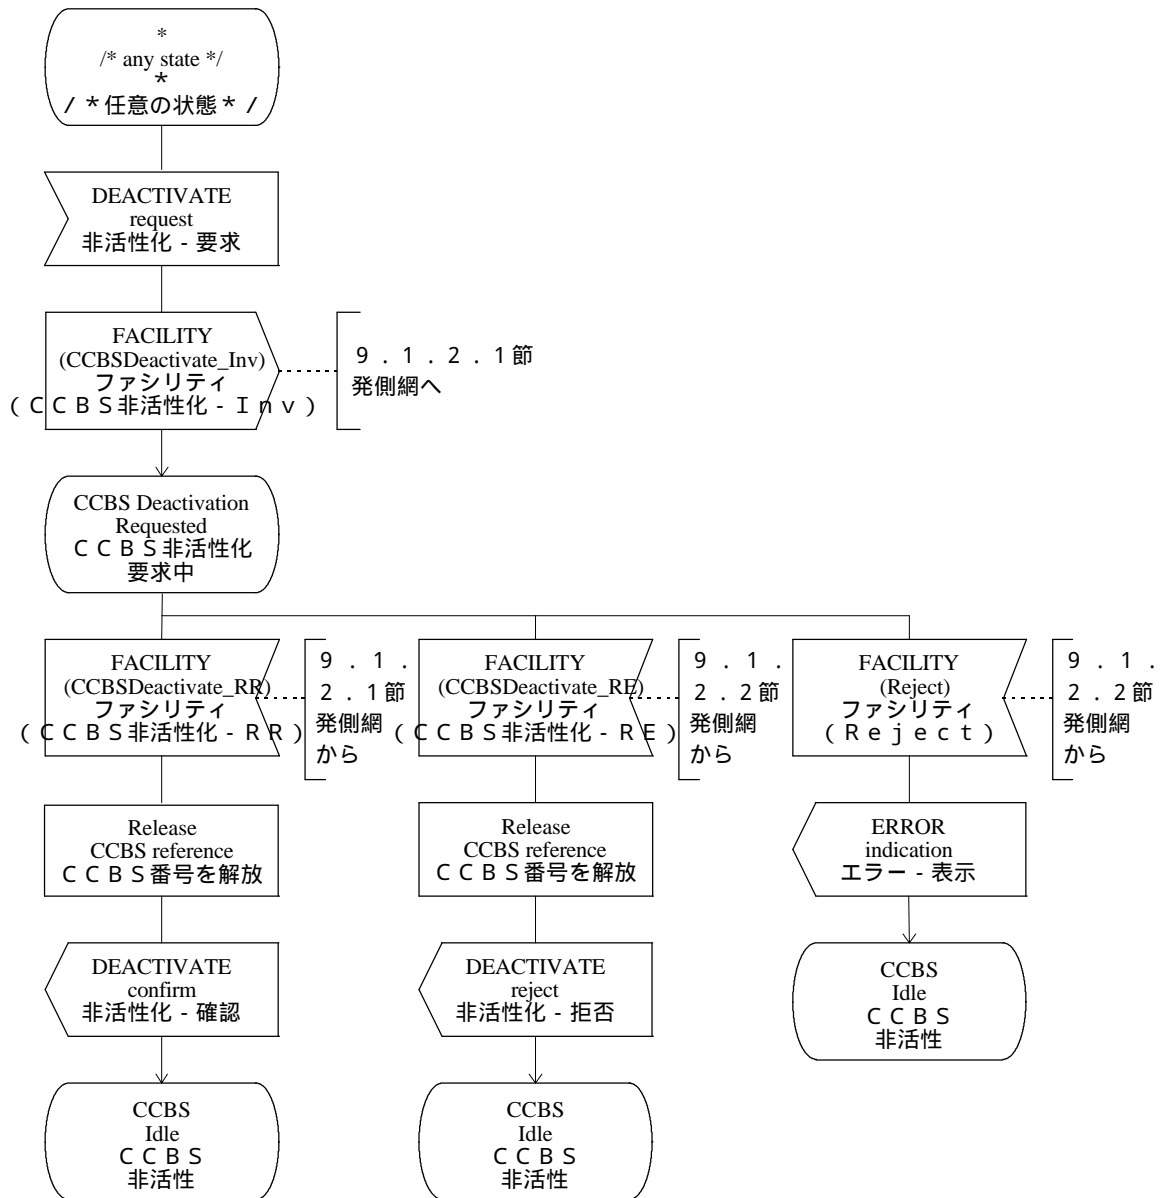 *
/* any state */
*
/ *任意の状態* /
DEACTIVATE
request
非活性化 - 要求
FACILITY
(CCBSDeactivate_Inv)
ファシリティ
(CCBS非活性化 - Inv)
9.1.2.1節
発側網へ
CCBS Deactivation
Requested
CCBS非活性化
要求中
FACILITY
(CCBSDeactivate_RR)
ファシリティ
(CCBS非活性化 - RR)
9.1.
2.1節
発側網
から
FACILITY
(CCBSDeactivate_RE)
ファシリティ
(CCBS非活性化 - RE)
9.1.
2.2節
発側網
から
FACILITY
(Reject)
ファシリティ
(Reject)
9.1.
2.2節
発側網
から
Release
CCBS reference
CCBS番号を解放
Release
CCBS reference
CCBS番号を解放
ERROR
indication
エラー - 表示
DEACTIVATE
confirm
非活性化 - 確認
DEACTIVATE
reject
非活性化 - 拒否
CCBS
Idle
CCBS
非活性
CCBS
Idle
CCBS
非活性
CCBS
Idle
CCBS
非活性